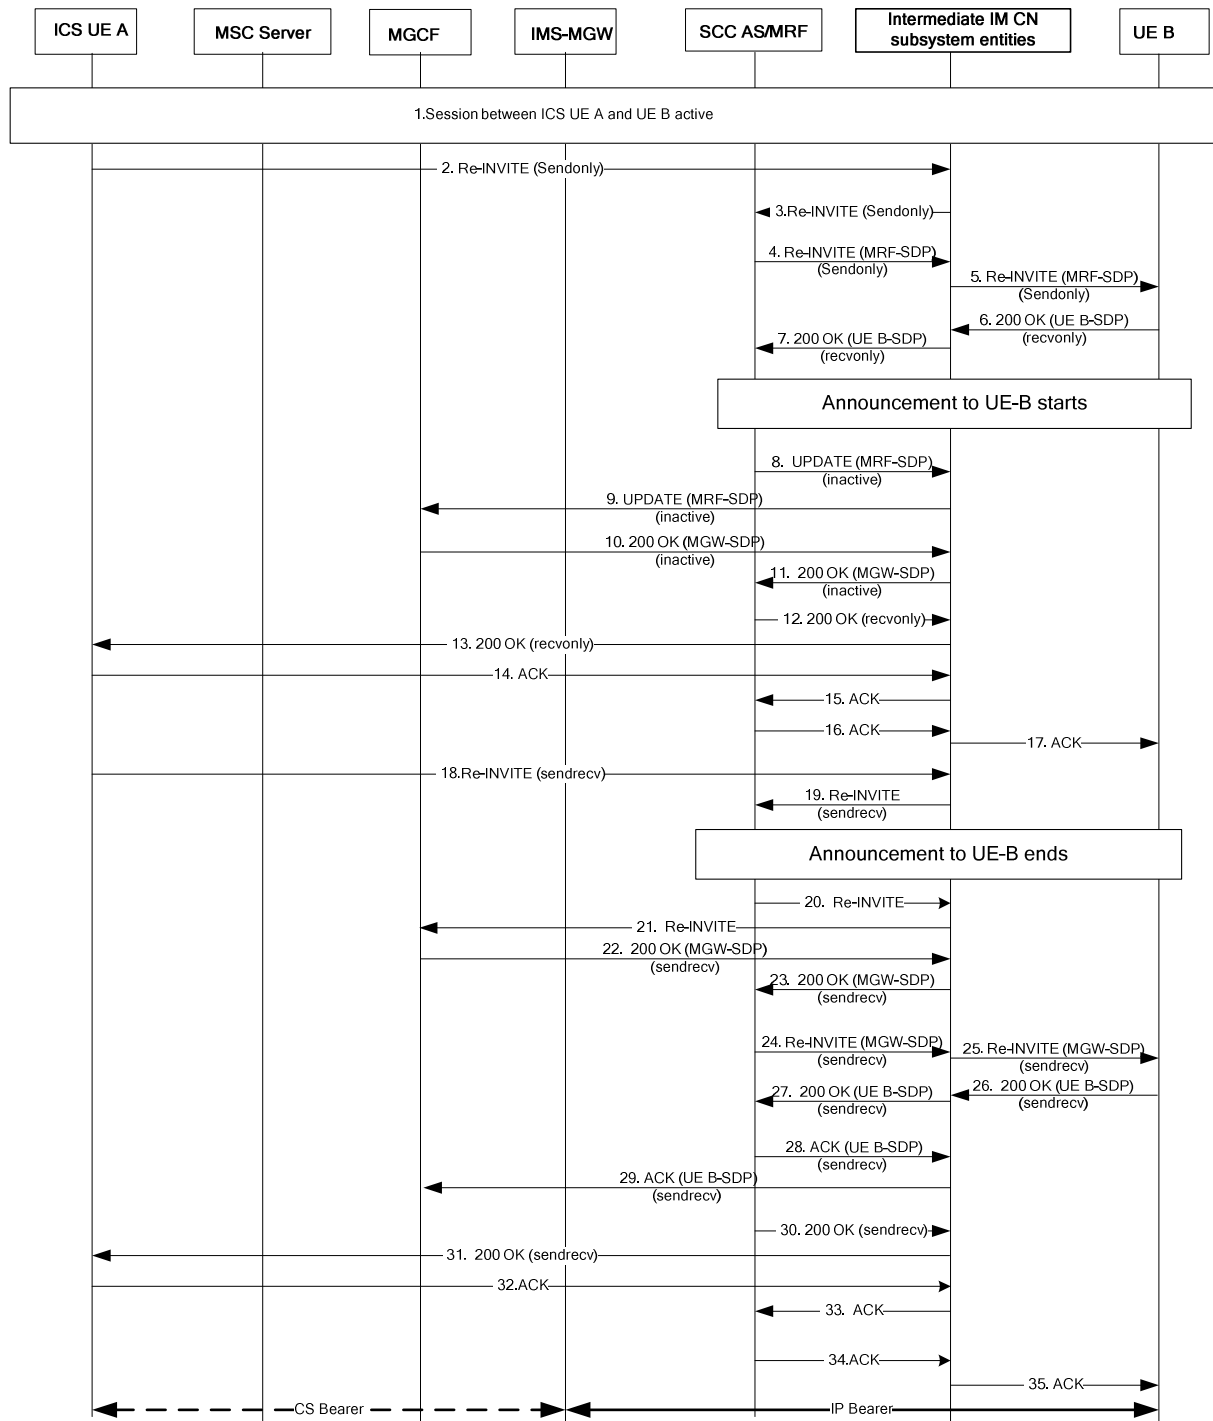 ICS UE A
MSC Server
MGCF
IMS-MGW
SCC AS/MRF
Intermediate IM CN
subsystem entities
UE B
1.Session between ICS UE A and UE B active
2. Re-INVITE (Sendonly)
3.Re-INVITE (Sendonly)
4. Re-INVITE (MRF-SDP)
(Sendonly)
5. Re-INVITE (MRF-SDP)
(Sendonly)
6. 200 OK (UE B-SDP)
(recvonly)
7. 200 OK (UE B-SDP)
(recvonly)
Announcement to UE-B starts
8. UPDATE (MRF-SDP)
(inactive)
9. UPDATE (MRF-SDP)
(inactive)
10. 200 OK (MGW-SDP)
(inactive)
11. 200 OK (MGW-SDP)
(inactive)
12. 200 OK (recvonly)
13. 200 OK (recvonly)
14. ACK
15. ACK
16. ACK
17. ACK
18.Re-INVITE (sendrecv)
19. Re-INVITE
(sendrecv)
Announcement to UE-B ends
20. Re-INVITE
21. Re-INVITE
22. 200 OK (MGW-SDP)
(sendrecv)
23. 200 OK (MGW-SDP)
(sendrecv)
24. Re-INVITE (MGW-SDP)
(sendrecv)
25. Re-INVITE (MGW-SDP)
(sendrecv)
26. 200 OK (UE B-SDP)
(sendrecv)
27. 200 OK (UE B-SDP)
(sendrecv)
28. ACK (UE B-SDP)
(sendrecv)
29. ACK (UE B-SDP)
(sendrecv)
30. 200 OK (sendrecv)
31. 200 OK (sendrecv)
32.ACK
33. ACK
34.ACK
35. ACK
CS Bearer
IP Bearer